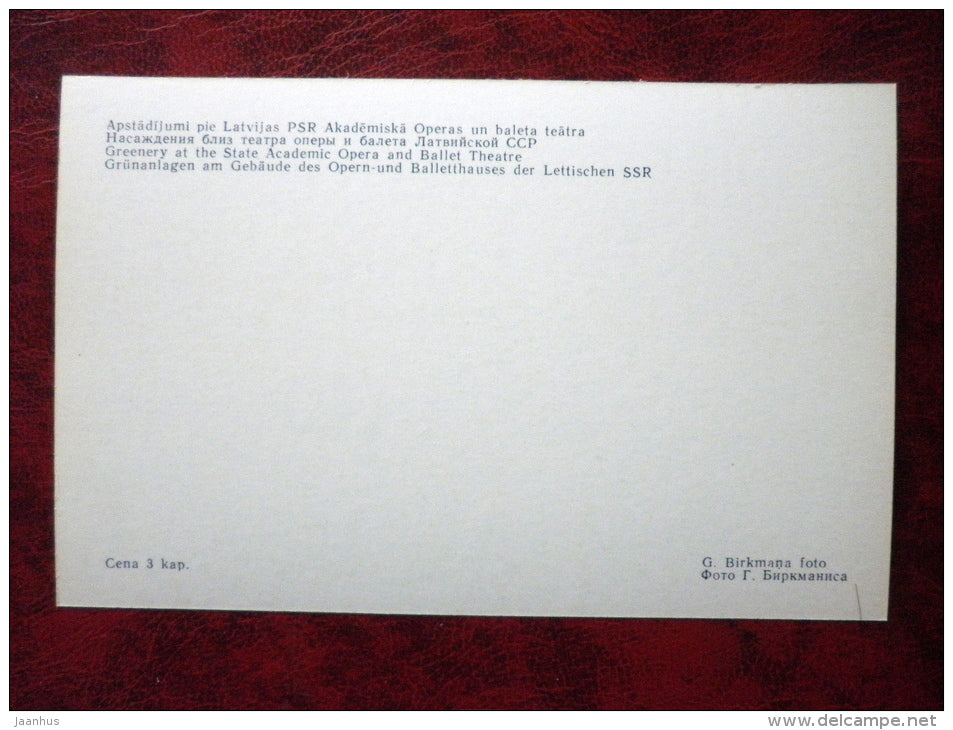 Apstādījumi pie Latvijas PSR Akadēmiskā Operas un baleta teātra
Насаждения близ театра оперы и балета Латвийской ССР
Greenery at the State Academic Opera and Ballet Theatre
Grünanlagen am Gebäude des Opern-und Balletthauses der Lettischen SSR
Cena 3 kap.
G. Birkmaņa foto
Фото Г. Биркманиса
Jaanhus
www.delcampe.net